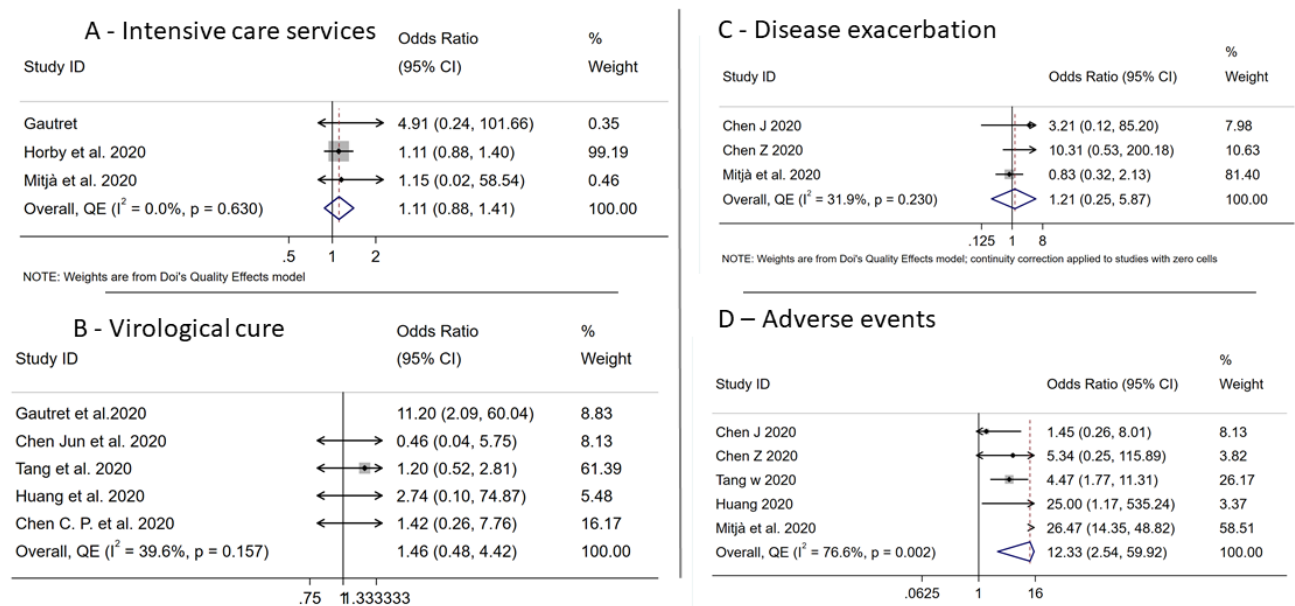 A - Intensive care services
Odds Ratio %
Study ID (95% CI) Weight
Gautret 4.91 (0.24, 101.66) 0.35
Horby et al. 2020 1.11 (0.88, 1.40) 99.19
Mitjà et al. 2020 1.15 (0.02, 58.54) 0.46
Overall, QE (I² = 0.0%, p = 0.630) 1.11 (0.88, 1.41) 100.00
.5 1 2
NOTE: Weights are from Doi's Quality Effects model
B - Virological cure
Odds Ratio %
Study ID (95% CI) Weight
Gautret et al.2020 11.20 (2.09, 60.04) 8.83
Chen Jun et al. 2020 0.46 (0.04, 5.75) 8.13
Tang et al. 2020 1.20 (0.52, 2.81) 61.39
Huang et al. 2020 2.74 (0.10, 74.87) 5.48
Chen C. P. et al. 2020 1.42 (0.26, 7.76) 16.17
Overall, QE (I² = 39.6%, p = 0.157) 1.46 (0.48, 4.42) 100.00
.75 1 1.333333
C - Disease exacerbation
%
Study ID Odds Ratio (95% CI) Weight
Chen J 2020 3.21 (0.12, 85.20) 7.98
Chen Z 2020 10.31 (0.53, 200.18) 10.63
Mitjà et al. 2020 0.83 (0.32, 2.13) 81.40
Overall, QE (I² = 31.9%, p = 0.230) 1.21 (0.25, 5.87) 100.00
.125 1 8
NOTE: Weights are from Doi's Quality Effects model; continuity correction applied to studies with zero cells
D – Adverse events
%
Study ID Odds Ratio (95% CI) Weight
Chen J 2020 1.45 (0.26, 8.01) 8.13
Chen Z 2020 5.34 (0.25, 115.89) 3.82
Tang w 2020 4.47 (1.77, 11.31) 26.17
Huang 2020 25.00 (1.17, 535.24) 3.37
Mitjà et al. 2020 26.47 (14.35, 48.82) 58.51
Overall, QE (I² = 76.6%, p = 0.002) 12.33 (2.54, 59.92) 100.00
.0625 1 16